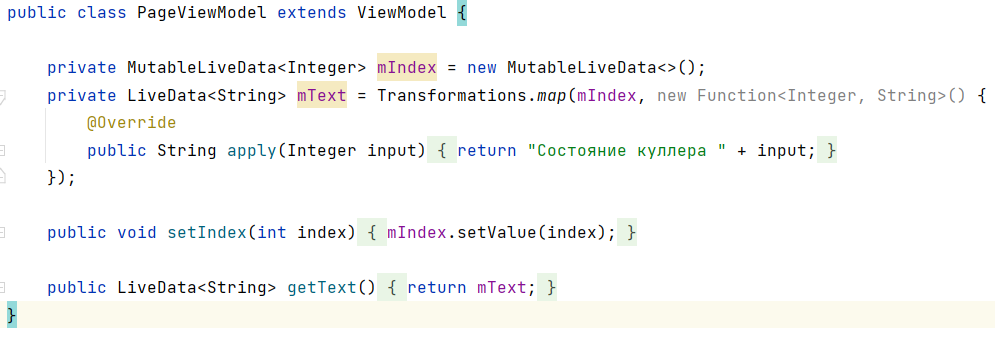 public class PageViewModel extends ViewModel {
    private MutableLiveData<Integer> mIndex = new MutableLiveData<>();
    private LiveData<String> mText = Transformations.map(mIndex, new Function<Integer, String>() {
        @Override
        public String apply(Integer input) { return "Состояние куллера " + input; }
    });
    public void setIndex(int index) { mIndex.setValue(index); }
    public LiveData<String> getText() { return mText; }
}